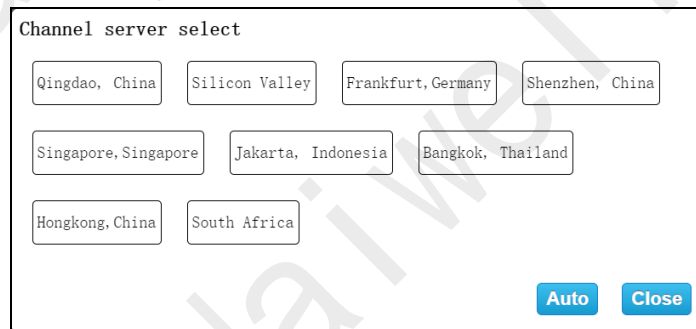 Channel server select
Qingdao, China Silicon Valley Frankfurt,Germany Shenzhen, China
Singapore,Singapore Jakarta, Indonesia Bangkok, Thailand
Hongkong,China South Africa
Auto Close